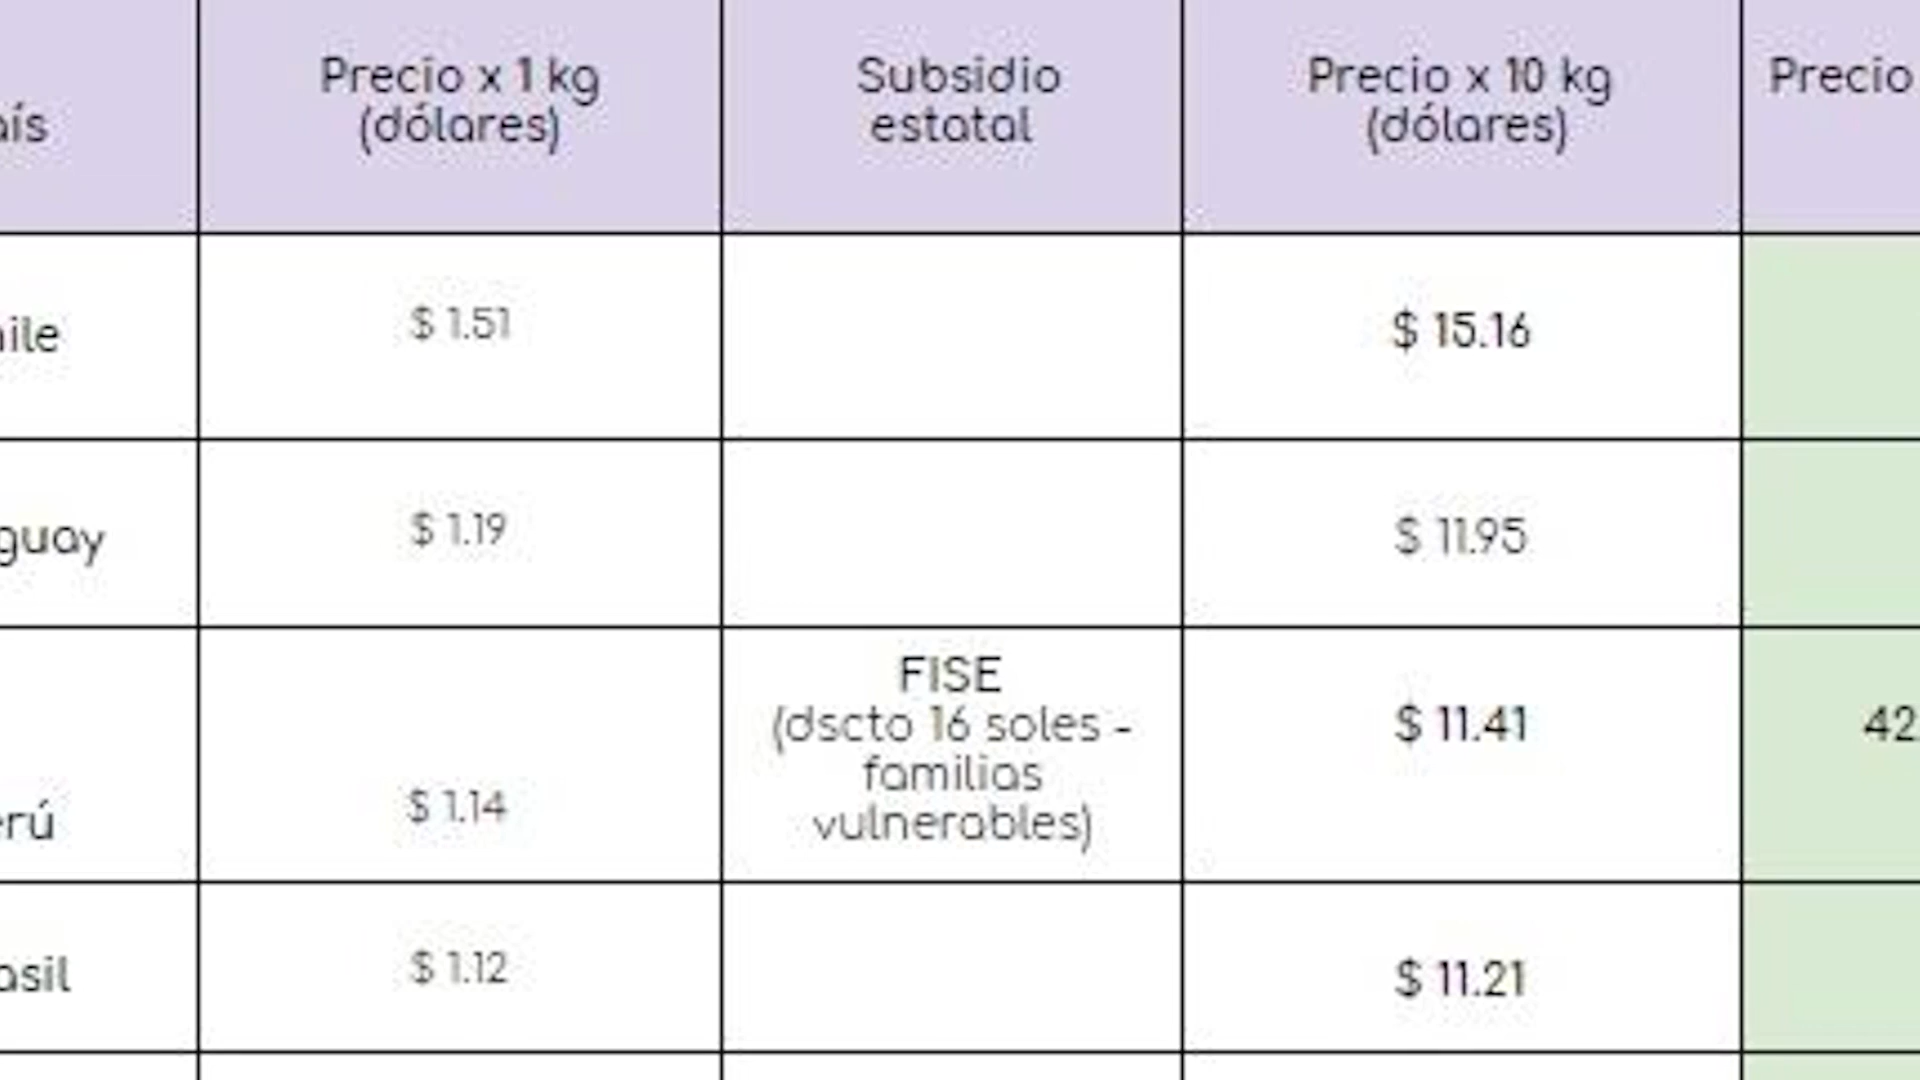 aís
Precio x 1 kg
(dólares)
Subsidio
estatal
Precio x 10 kg
(dólares)
Precio
ile
$ 1.51
$ 15.16
guay
$ 1.19
$ 11.95
erú
$ 1.14
FISE
(dscto 16 soles -
familias
vulnerables)
$ 11.41
42
asil
$ 1.12
$ 11.21